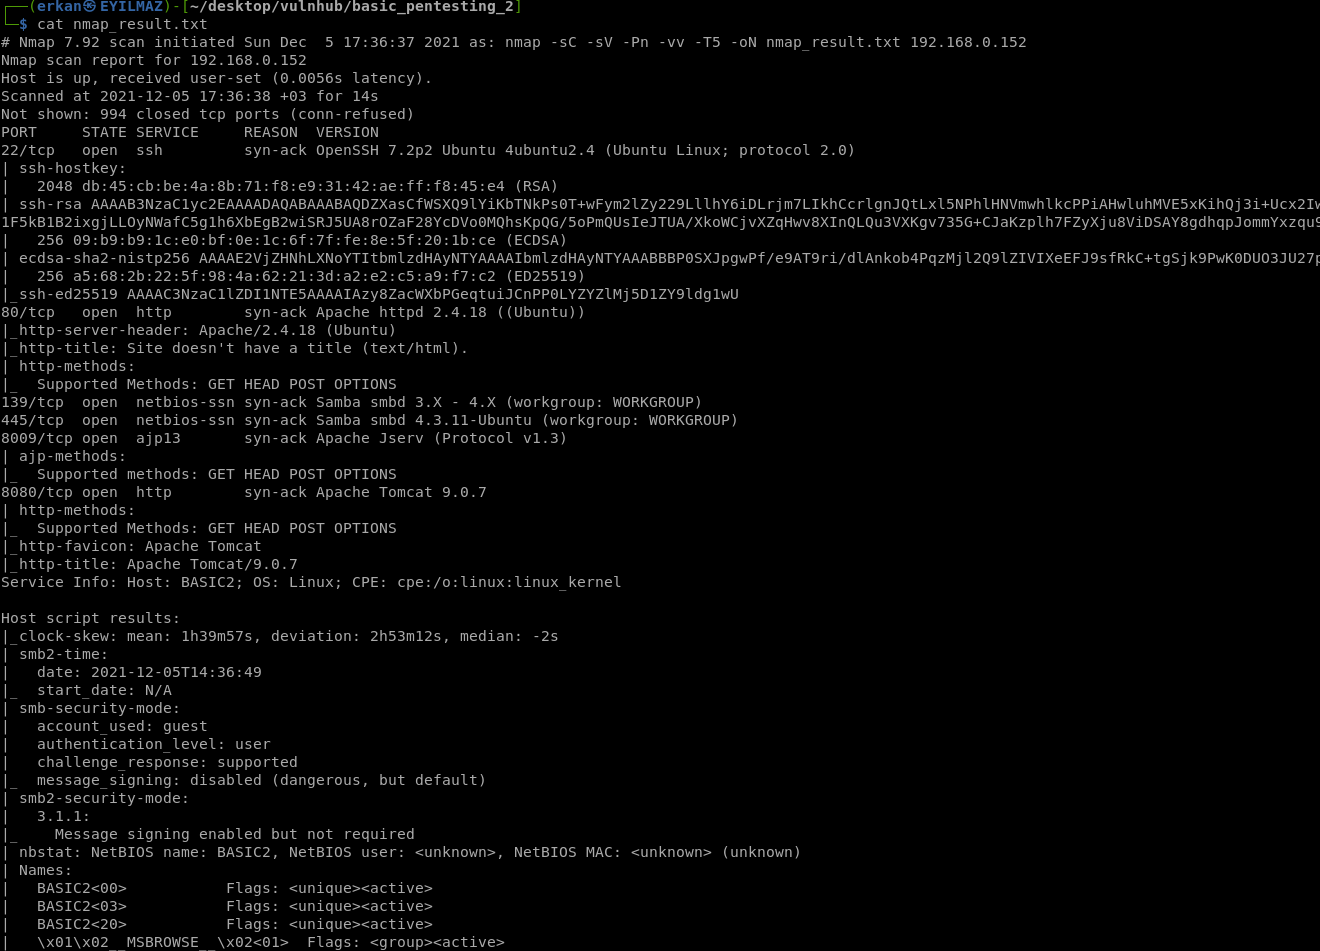 ┌──(erkan㉿EYILMAZ)-[~/desktop/vulnhub/basic_pentesting_2]
└─$ cat nmap_result.txt
# Nmap 7.92 scan initiated Sun Dec  5 17:36:37 2021 as: nmap -sC -sV -Pn -vv -T5 -oN nmap_result.txt 192.168.0.152
Nmap scan report for 192.168.0.152
Host is up, received user-set (0.0056s latency).
Scanned at 2021-12-05 17:36:38 +03 for 14s
Not shown: 994 closed tcp ports (conn-refused)
PORT     STATE SERVICE     REASON  VERSION
22/tcp   open  ssh         syn-ack OpenSSH 7.2p2 Ubuntu 4ubuntu2.4 (Ubuntu Linux; protocol 2.0)
| ssh-hostkey:
|   2048 db:45:cb:be:4a:8b:71:f8:e9:31:42:ae:ff:f8:45:e4 (RSA)
| ssh-rsa AAAAB3NzaC1yc2EAAAADAQABAAABAQDZXasCfWSXQ9lYiKbTNkPs0T+wFym2lZy229LllhY6iDLrjm7LIkhCcrlgnJQtLxl5NPhlHNVmwhlkcPPiAHwluhMVE5xKihQj3i+Ucx2Iw
1F5kB1B2ixgjLLOyNWafC5g1h6XbEgB2wiSRJ5UA8rOZaF28YcDVo0MQhsKpQG/5oPmQUsIeJTUA/XkoWCjvXZqHwv8XInQLQu3VXKgv735G+CJaKzplh7FZyXju8ViDSAY8gdhqpJommYxzqu9
|   256 09:b9:b9:1c:e0:bf:0e:1c:6f:7f:fe:8e:5f:20:1b:ce (ECDSA)
| ecdsa-sha2-nistp256 AAAAE2VjZHNhLXNoYTItbmlzdHAyNTYAAAAIbmlzdHAyNTYAAABBBP0SXJpgwPf/e9AT9ri/dlAnkob4PqzMjl2Q9lZIVIXeEFJ9sfRkC+tgSjk9PwK0DUO3JU27p
|   256 a5:68:2b:22:5f:98:4a:62:21:3d:a2:e2:c5:a9:f7:c2 (ED25519)
|_ssh-ed25519 AAAAC3NzaC1lZDI1NTE5AAAAIAzy8ZacWXbPGeqtuiJCnPP0LYZYZlMj5D1ZY9ldg1wU
80/tcp   open  http        syn-ack Apache httpd 2.4.18 ((Ubuntu))
|_http-server-header: Apache/2.4.18 (Ubuntu)
|_http-title: Site doesn't have a title (text/html).
| http-methods:
|_  Supported Methods: GET HEAD POST OPTIONS
139/tcp  open  netbios-ssn syn-ack Samba smbd 3.X - 4.X (workgroup: WORKGROUP)
445/tcp  open  netbios-ssn syn-ack Samba smbd 4.3.11-Ubuntu (workgroup: WORKGROUP)
8009/tcp open  ajp13       syn-ack Apache Jserv (Protocol v1.3)
| ajp-methods:
|_  Supported methods: GET HEAD POST OPTIONS
8080/tcp open  http        syn-ack Apache Tomcat 9.0.7
| http-methods:
|_  Supported Methods: GET HEAD POST OPTIONS
|_http-favicon: Apache Tomcat
|_http-title: Apache Tomcat/9.0.7
Service Info: Host: BASIC2; OS: Linux; CPE: cpe:/o:linux:linux_kernel

Host script results:
|_clock-skew: mean: 1h39m57s, deviation: 2h53m12s, median: -2s
| smb2-time:
|   date: 2021-12-05T14:36:49
|_  start_date: N/A
| smb-security-mode:
|   account_used: guest
|   authentication_level: user
|   challenge_response: supported
|_  message_signing: disabled (dangerous, but default)
| smb2-security-mode:
|   3.1.1:
|_    Message signing enabled but not required
| nbstat: NetBIOS name: BASIC2, NetBIOS user: <unknown>, NetBIOS MAC: <unknown> (unknown)
| Names:
|   BASIC2<00>           Flags: <unique><active>
|   BASIC2<03>           Flags: <unique><active>
|   BASIC2<20>           Flags: <unique><active>
|   \x01\x02__MSBROWSE__\x02<01>  Flags: <group><active>